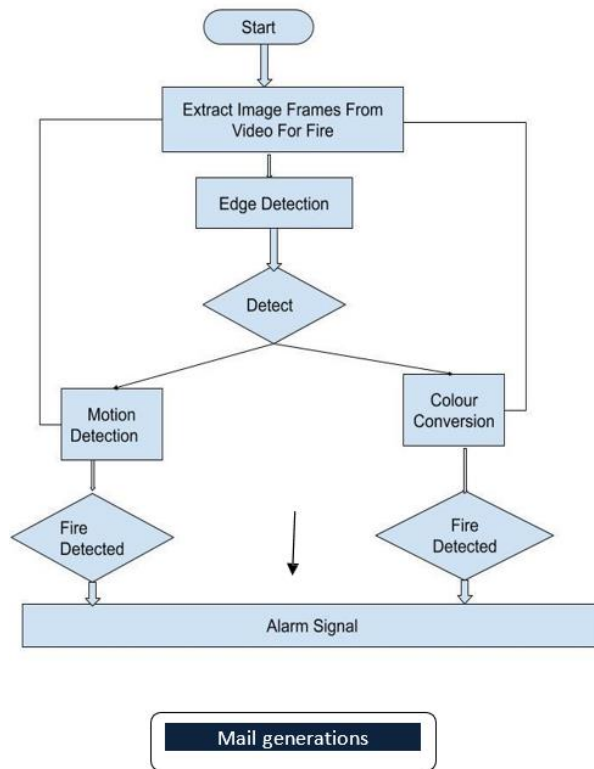 Start
Extract Image Frames From
Video For Fire
Edge Detection
Detect
Motion
Detection
Colour
Conversion
Fire
Detected
Fire
Detected
Alarm Signal
Mail generations